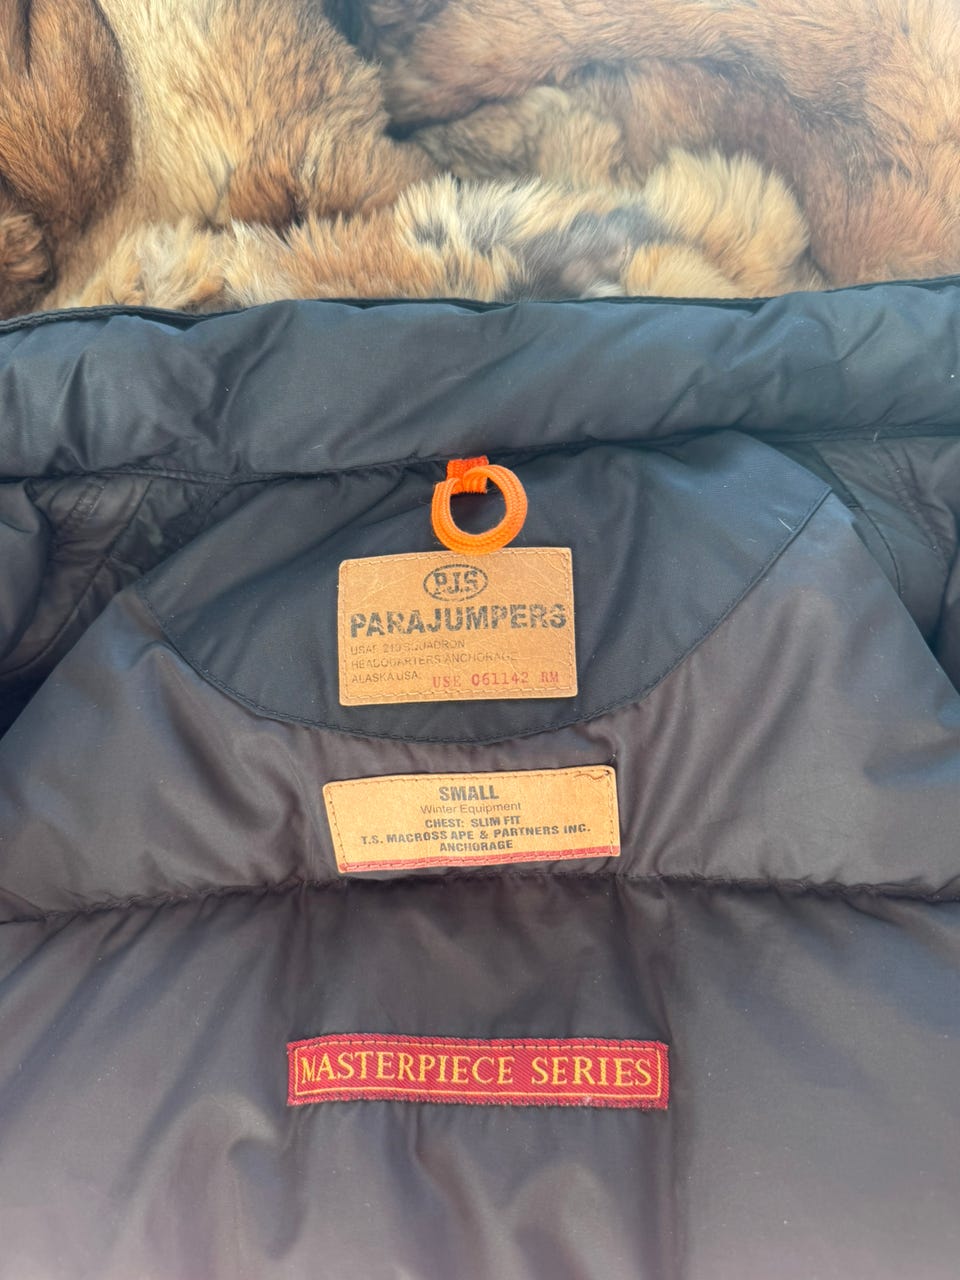 P.J.S
PARAJUMPERS
USAF 210 SQUADRON
HEADQUARTERS ANCHORAGE
ALASKA USA. USE 061142 RM
SMALL
Winter Equipment
CHEST: SLIM FIT
T.S. MACROSS APE & PARTNERS INC.
ANCHORAGE
MASTERPIECE SERIES